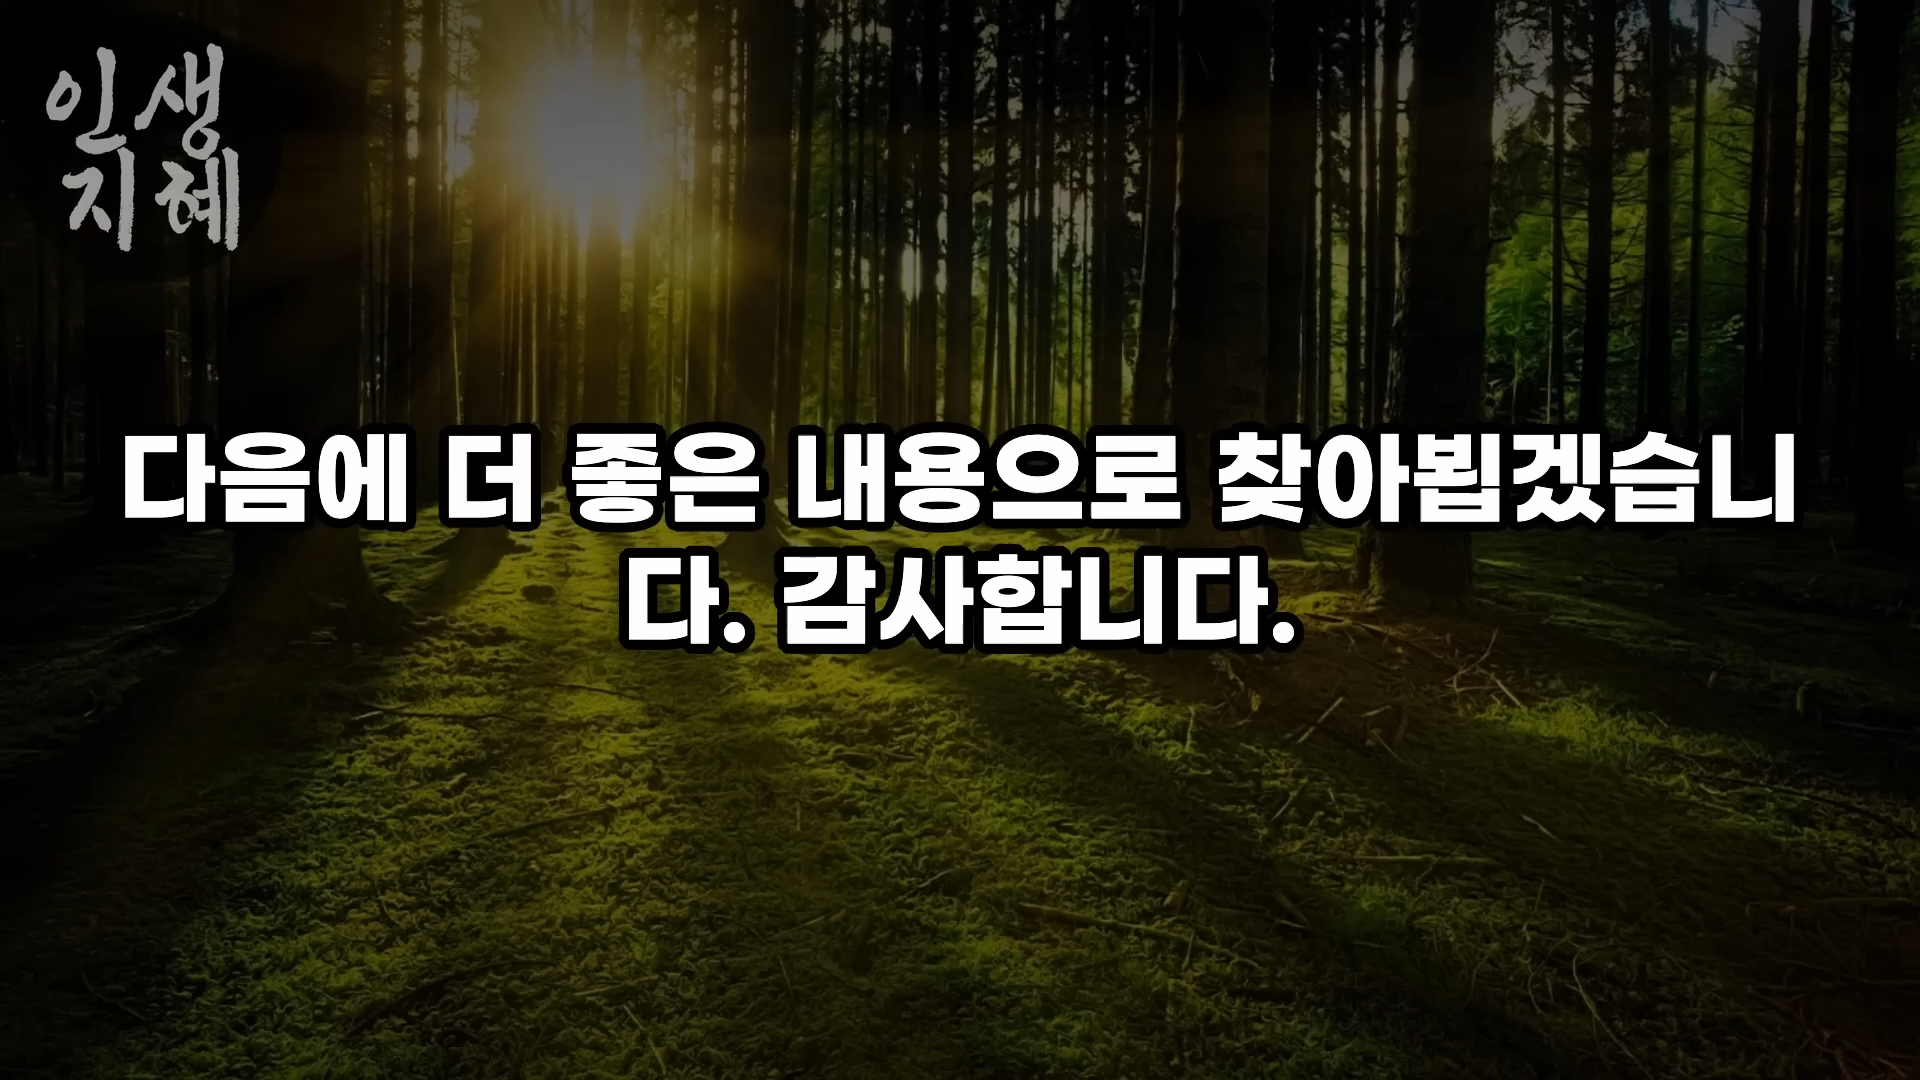 인생
지혜
다음에 더 좋은 내용으로 찾아뵙겠습니
다. 감사합니다.